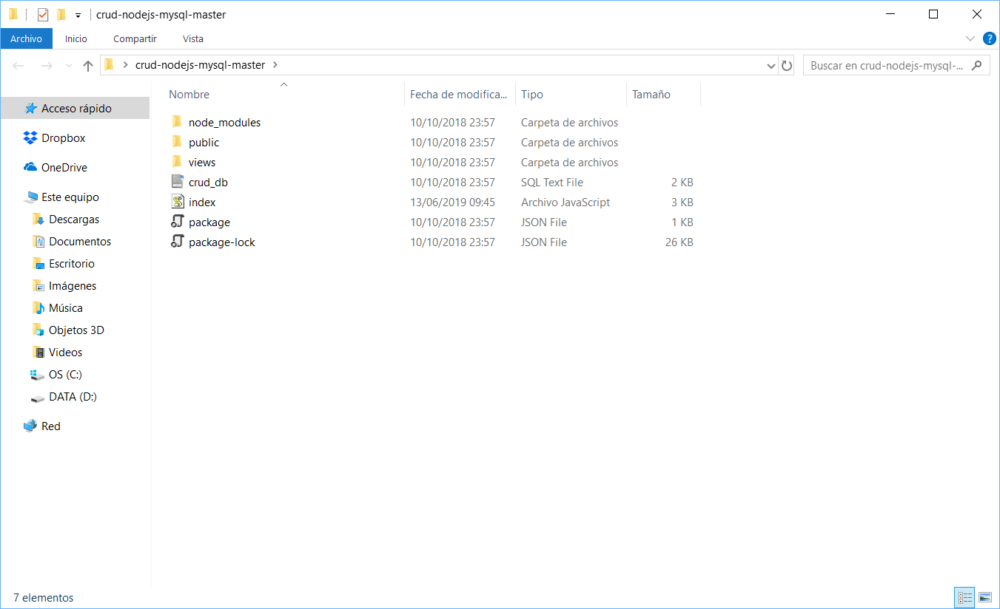 crud-nodejs-mysql-master
Archivo Inicio Compartir Vista
crud-nodejs-mysql-master
Buscar en crud-nodejs-mysql-...
Acceso rápido
Dropbox
OneDrive
Este equipo
Descargas
Documentos
Escritorio
Imágenes
Música
Objetos 3D
Videos
OS (C:)
DATA (D:)
Red
Nombre Fecha de modifica... Tipo Tamaño
node_modules 10/10/2018 23:57 Carpeta de archivos
public 10/10/2018 23:57 Carpeta de archivos
views 10/10/2018 23:57 Carpeta de archivos
crud_db 10/10/2018 23:57 SQL Text File 2 KB
index 13/06/2019 09:45 Archivo JavaScript 3 KB
package 10/10/2018 23:57 JSON File 1 KB
package-lock 10/10/2018 23:57 JSON File 26 KB
7 elementos